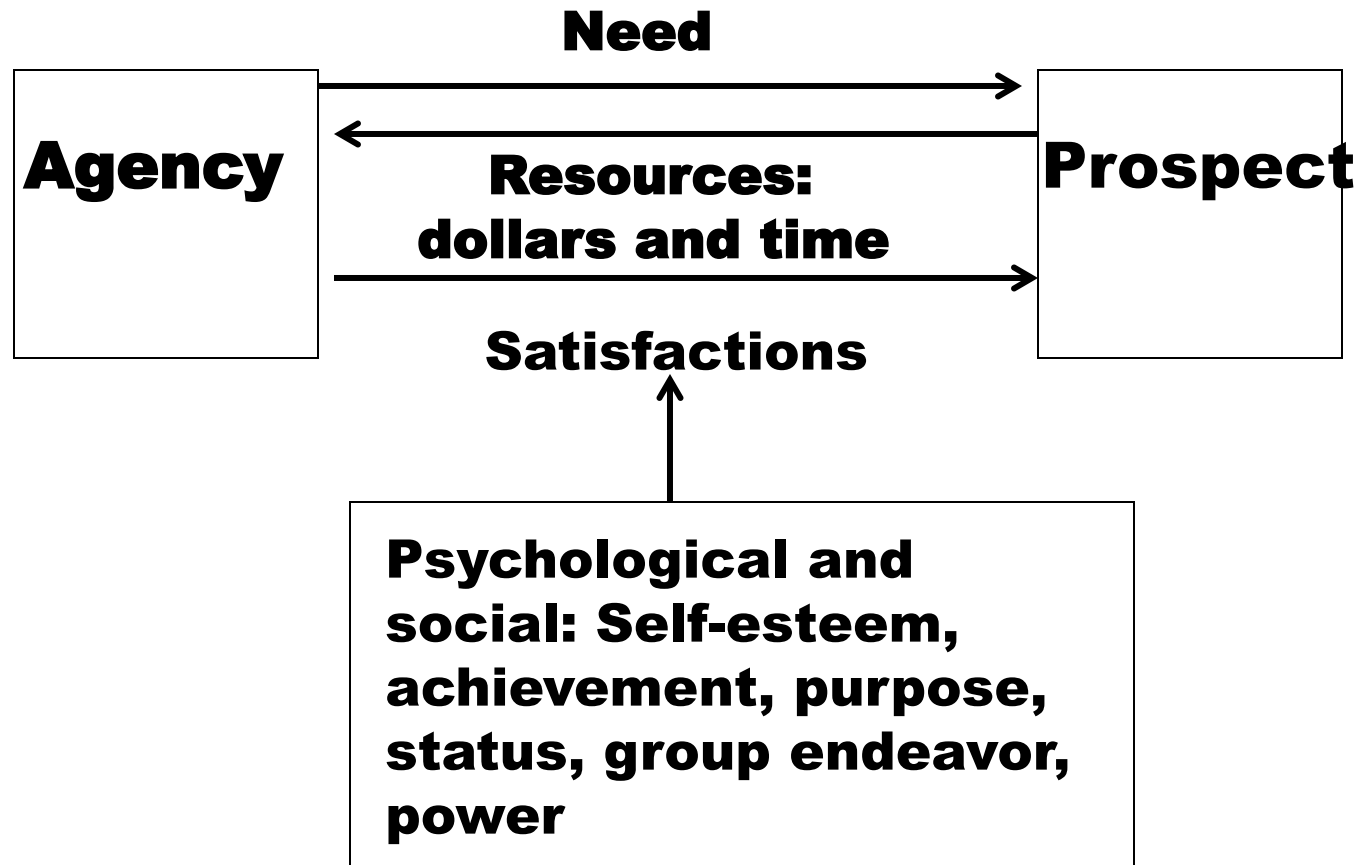 Need
Agency
Prospect
Resources:
dollars and time
Satisfactions
Psychological and
social: Self-esteem,
achievement, purpose,
status, group endeavor,
power